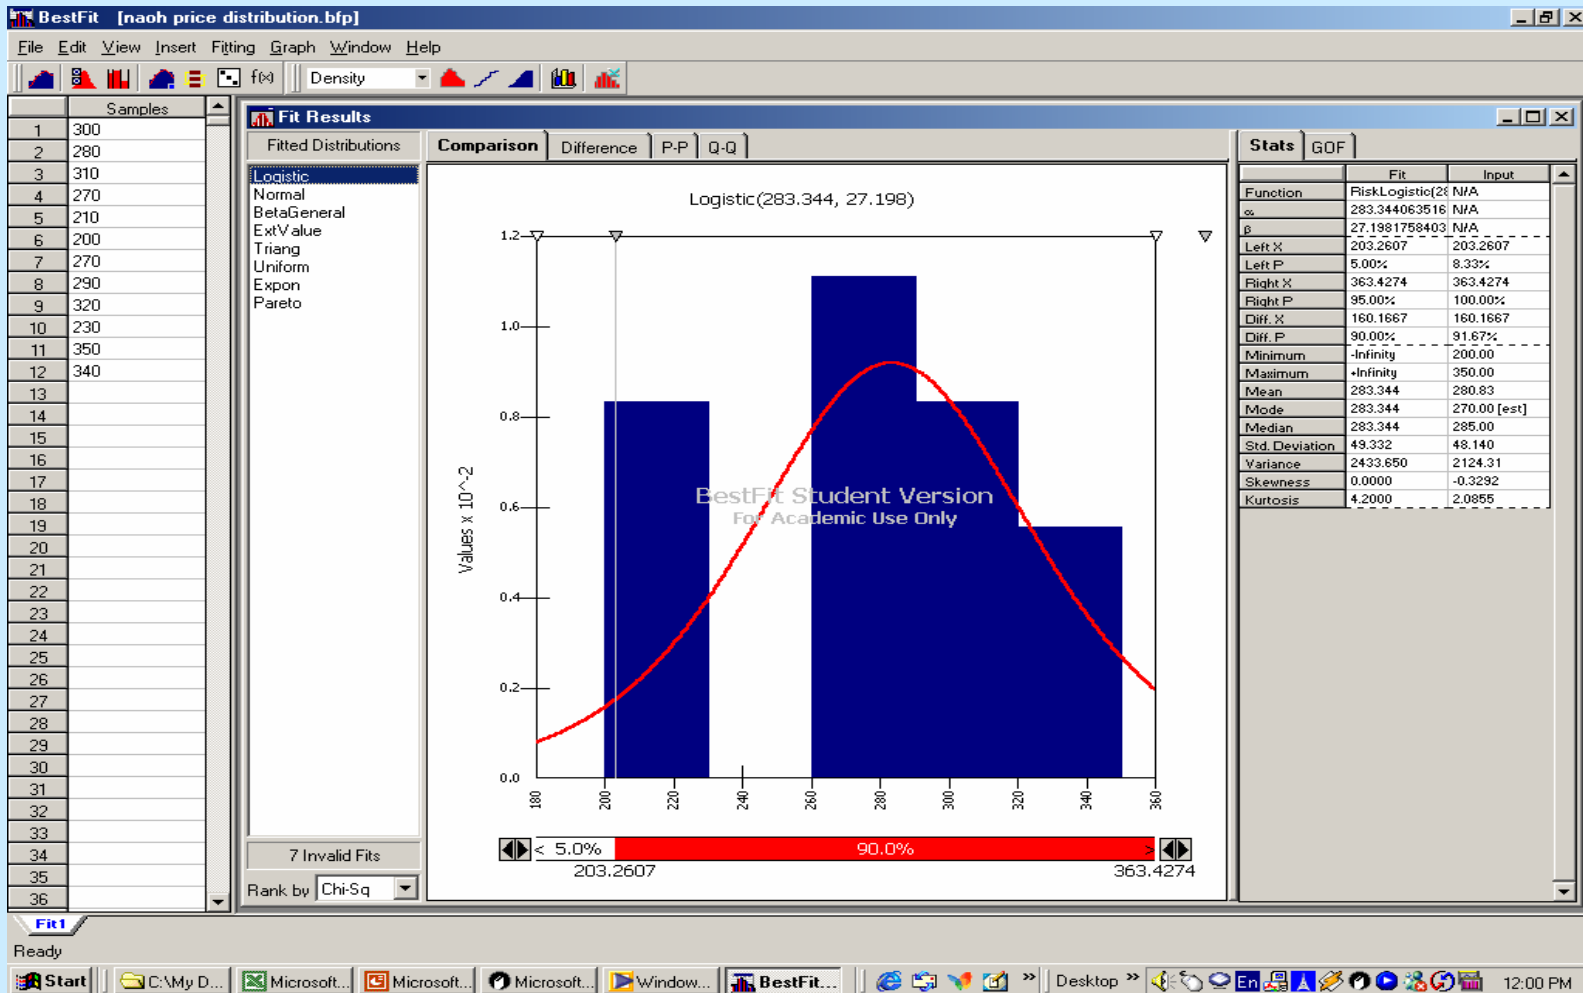 BestFit [naoh price distribution.bfp]
File Edit View Insert Fitting Graph Window Help
f(x) Density
Samples
1 300
2 280
3 310
4 270
5 210
6 200
7 270
8 290
9 320
10 230
11 350
12 340
13
14
15
16
17
18
19
20
21
22
23
24
25
26
27
28
29
30
31
32
33
34
35
36
Fit Results
Fitted Distributions
Logistic
Normal
BetaGeneral
ExtValue
Triang
Uniform
Expon
Pareto
7 Invalid Fits
Rank by Chi-Sq
Comparison Difference P-P Q-Q
Logistic(283.344, 27.198)
1.2
1.0
0.8
0.6
0.4
0.2
0.0
Values x 10^-2
BestFit Student Version
For Academic Use Only
180 200 220 240 260 280 300 320 340 360
< 5.0% 90.0% >
203.2607 363.4274
Stats GOF
Fit Input
Function RiskLogistic(28 N/A
α 283.344063516 N/A
β 27.1981758403 N/A
Left X 203.2607 203.2607
Left P 5.00% 8.33%
Right X 363.4274 363.4274
Right P 95.00% 100.00%
Diff. X 160.1667 160.1667
Diff. P 90.00% 91.67%
Minimum -Infinity 200.00
Maximum +Infinity 350.00
Mean 283.344 280.83
Mode 283.344 270.00 [est]
Median 283.344 285.00
Std. Deviation 49.332 48.140
Variance 2433.650 2124.31
Skewness 0.0000 -0.3292
Kurtosis 4.2000 2.0855
Fit1
Ready
Start C:\My D... Microsoft... Microsoft... Microsoft... Window... BestFit... » Desktop » En 12:00 PM